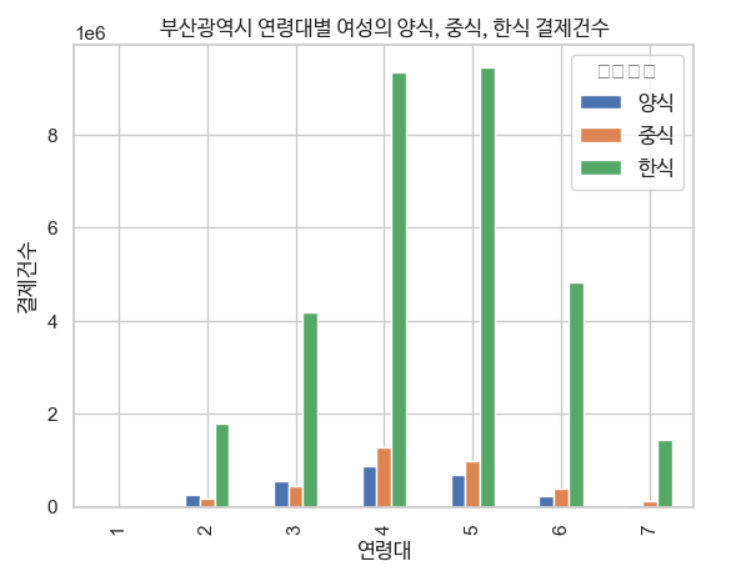 부산광역시 연령대별 여성의 양식, 중식, 한식 결제건수
1e6
양식
중식
한식
8
6
4
2
0
결제건수
1 2 3 4 5 6 7
연령대